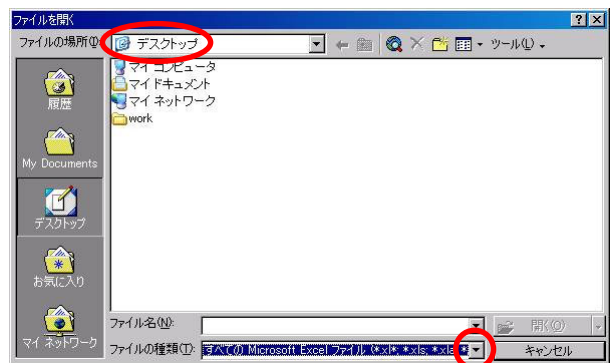 ファイルを開く
ファイルの場所(I):
デスクトップ
ツール(L)
マイ コンピュータ
マイ ドキュメント
マイ ネットワーク
work
履歴
My Documents
デスクトップ
お気に入り
マイ ネットワーク
ファイル名(N):
開く(O)
ファイルの種類(T):
すべての Microsoft Excel ファイル (*.xl*; *.xls;
キャンセル